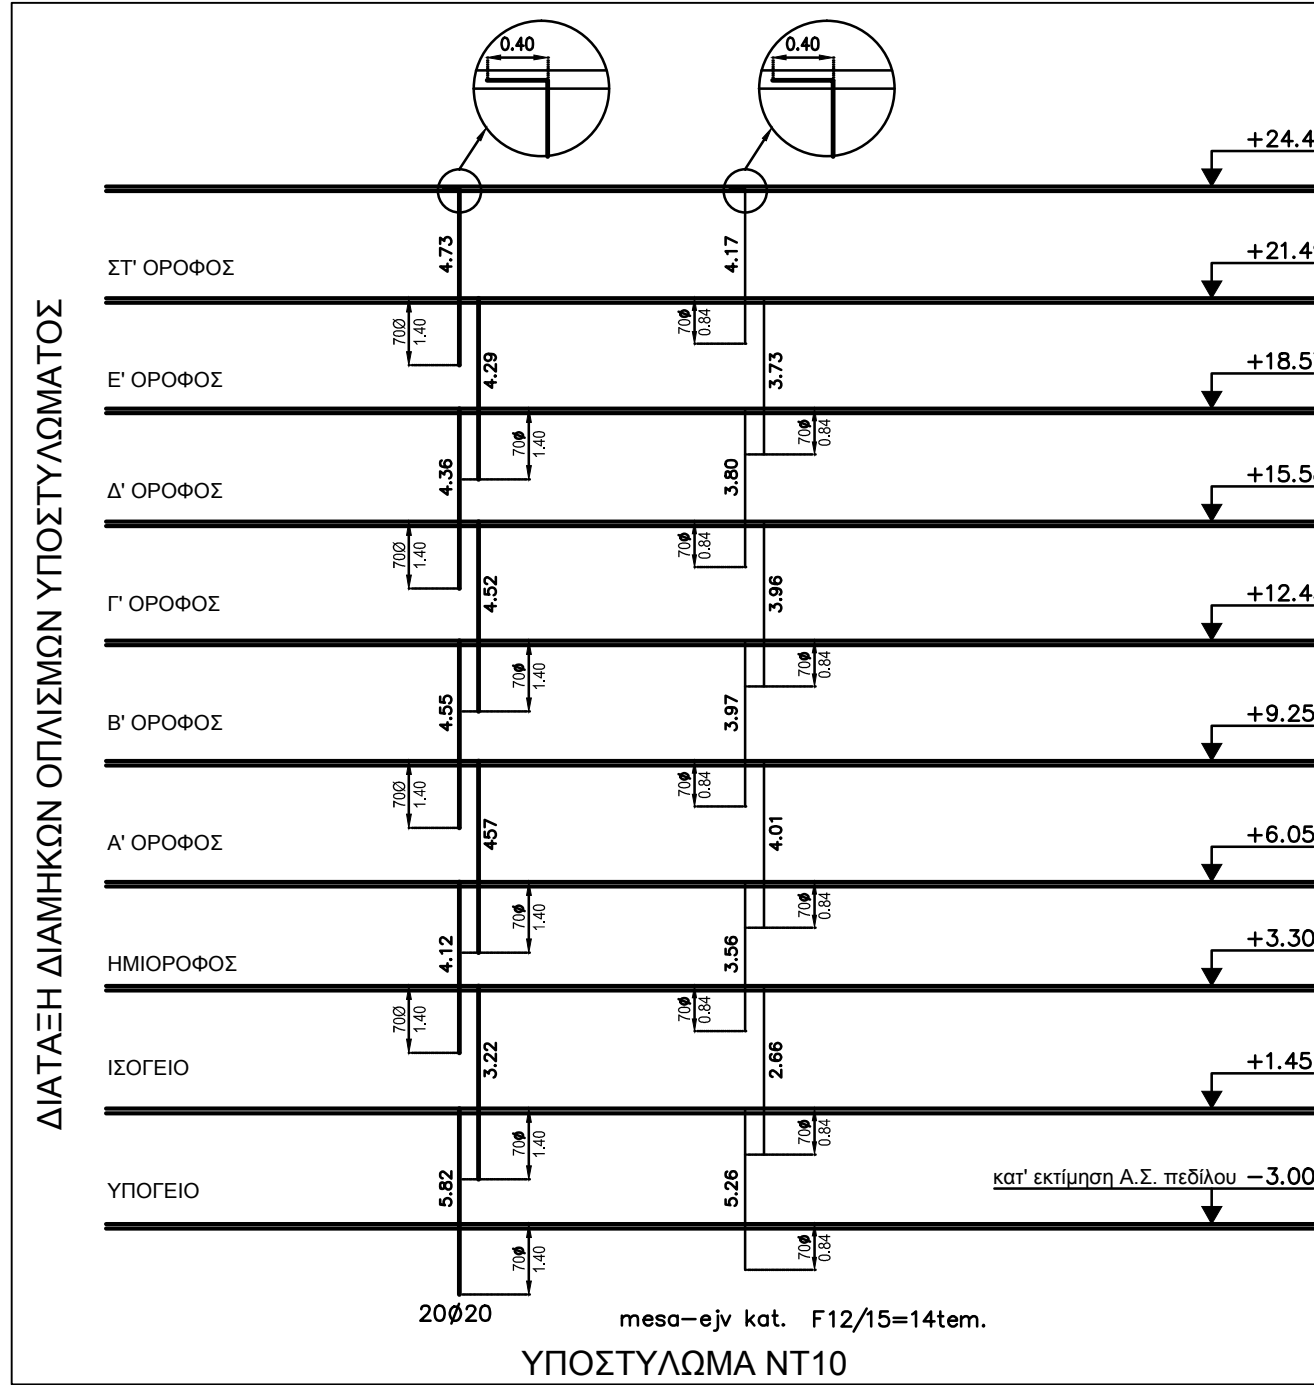 0.40
0.40
+24.4
4.73
4.17
ΣΤ' ΟΡΟΦΟΣ
+21.4
70Ø
1.40
70Ø
0.84
4.29
3.73
Ε' ΟΡΟΦΟΣ
+18.5
70Ø
1.40
70Ø
0.84
4.36
3.80
Δ' ΟΡΟΦΟΣ
+15.5
70Ø
1.40
70Ø
0.84
4.52
3.96
Γ' ΟΡΟΦΟΣ
+12.4
70Ø
1.40
70Ø
0.84
4.55
3.97
Β' ΟΡΟΦΟΣ
+9.25
70Ø
1.40
70Ø
0.84
457
4.01
Α' ΟΡΟΦΟΣ
+6.05
70Ø
1.40
70Ø
0.84
4.12
3.56
ΗΜΙΟΡΟΦΟΣ
+3.30
70Ø
1.40
70Ø
0.84
3.22
2.66
ΙΣΟΓΕΙΟ
+1.45
70Ø
1.40
70Ø
0.84
5.82
5.26
ΥΠΟΓΕΙΟ
κατ' εκτίμηση Α.Σ. πεδίλου -3.00
70Ø
1.40
70Ø
0.84
ΔΙΑΤΑΞΗ ΔΙΑΜΗΚΩΝ ΟΠΛΙΣΜΩΝ ΥΠΟΣΤΥΛΩΜΑΤΟΣ
20Ø20
mesa-ejv kat. F12/15=14tem.
ΥΠΟΣΤΥΛΩΜΑ ΝΤ10